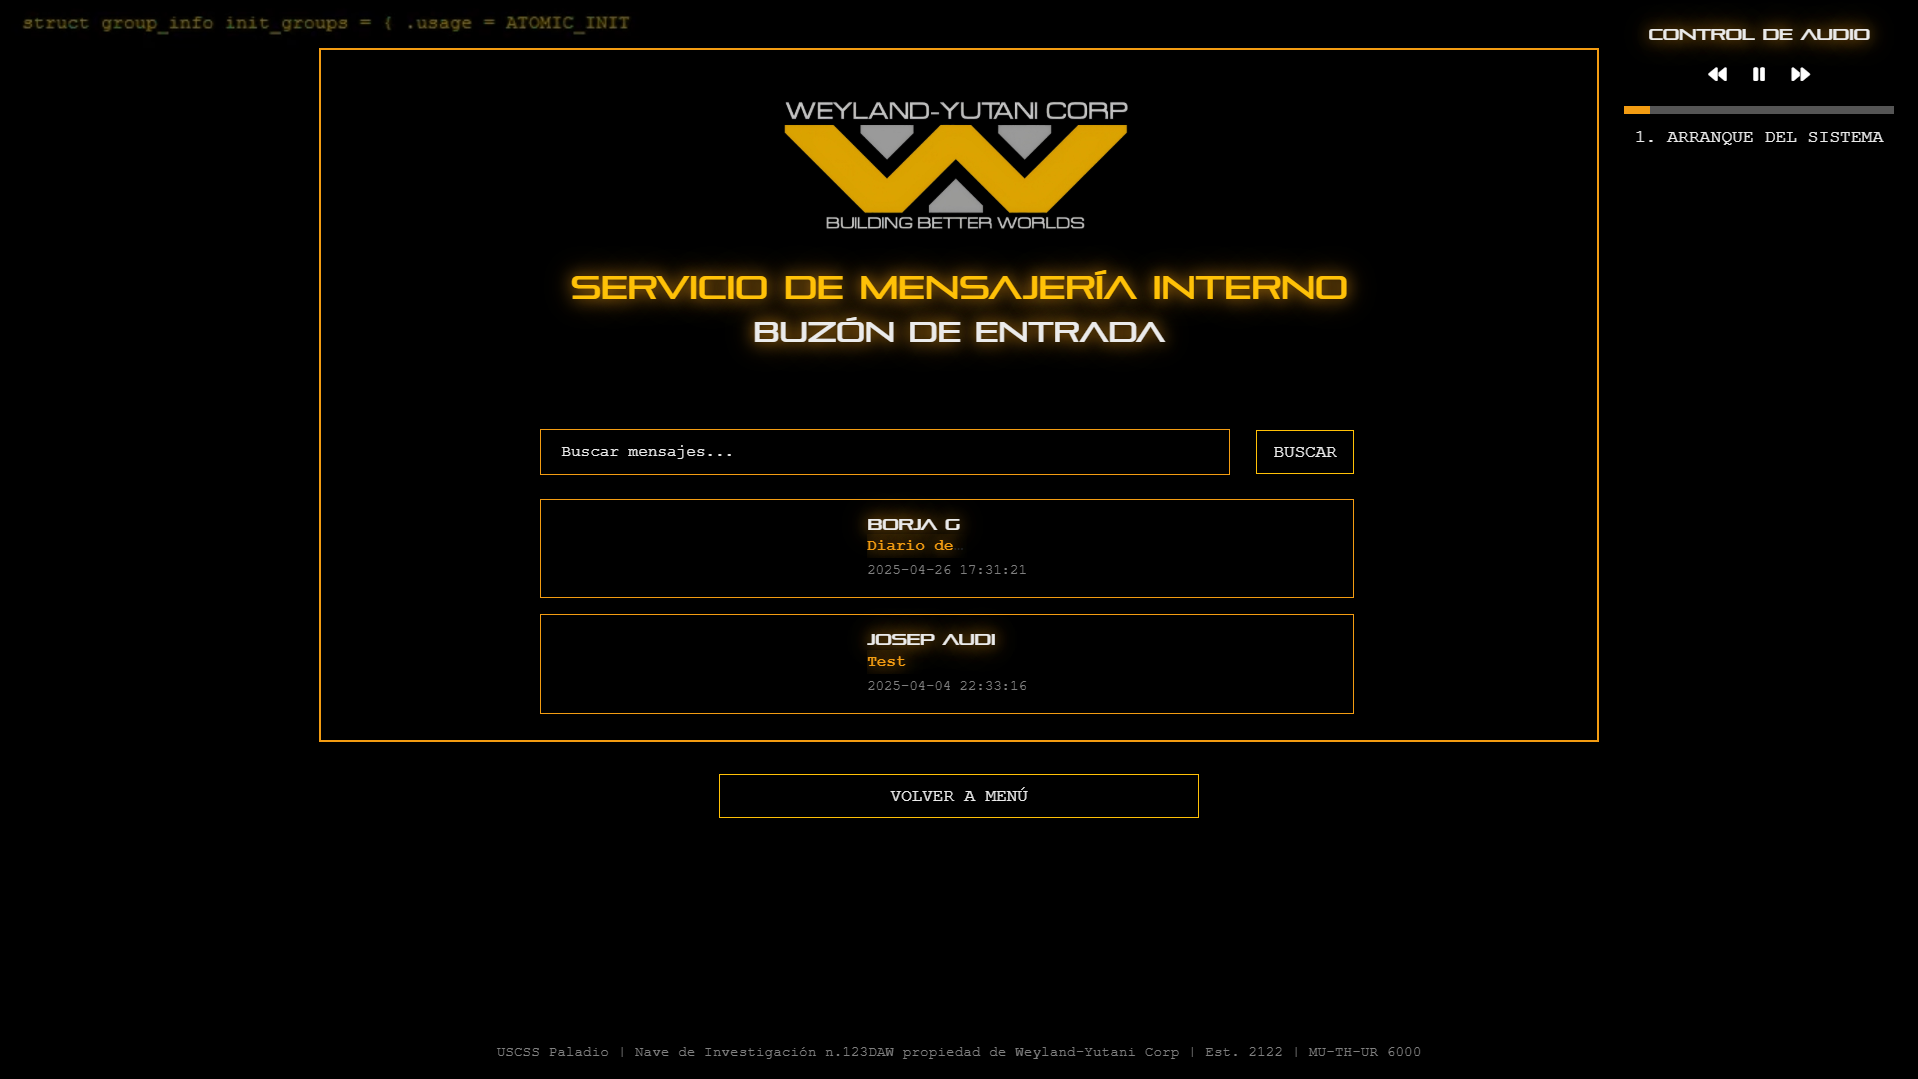 struct group_info init_groups = { .usage = ATOMIC_INIT
CONTROL DE AUDIO
1. ARRANQUE DEL SISTEMA
WEYLAND-YUTANI CORP
BUILDING BETTER WORLDS
SERVICIO DE MENSAJERÍA INTERNO
BUZÓN DE ENTRADA
Buscar mensajes...
BUSCAR
BORJA G
Diario de…
2025-04-26 17:31:21
JOSEP AUDI
Test
2025-04-04 22:33:16
VOLVER A MENÚ
USCSS Paladio | Nave de Investigación n.123DAW propiedad de Weyland-Yutani Corp | Est. 2122 | MU-TH-UR 6000